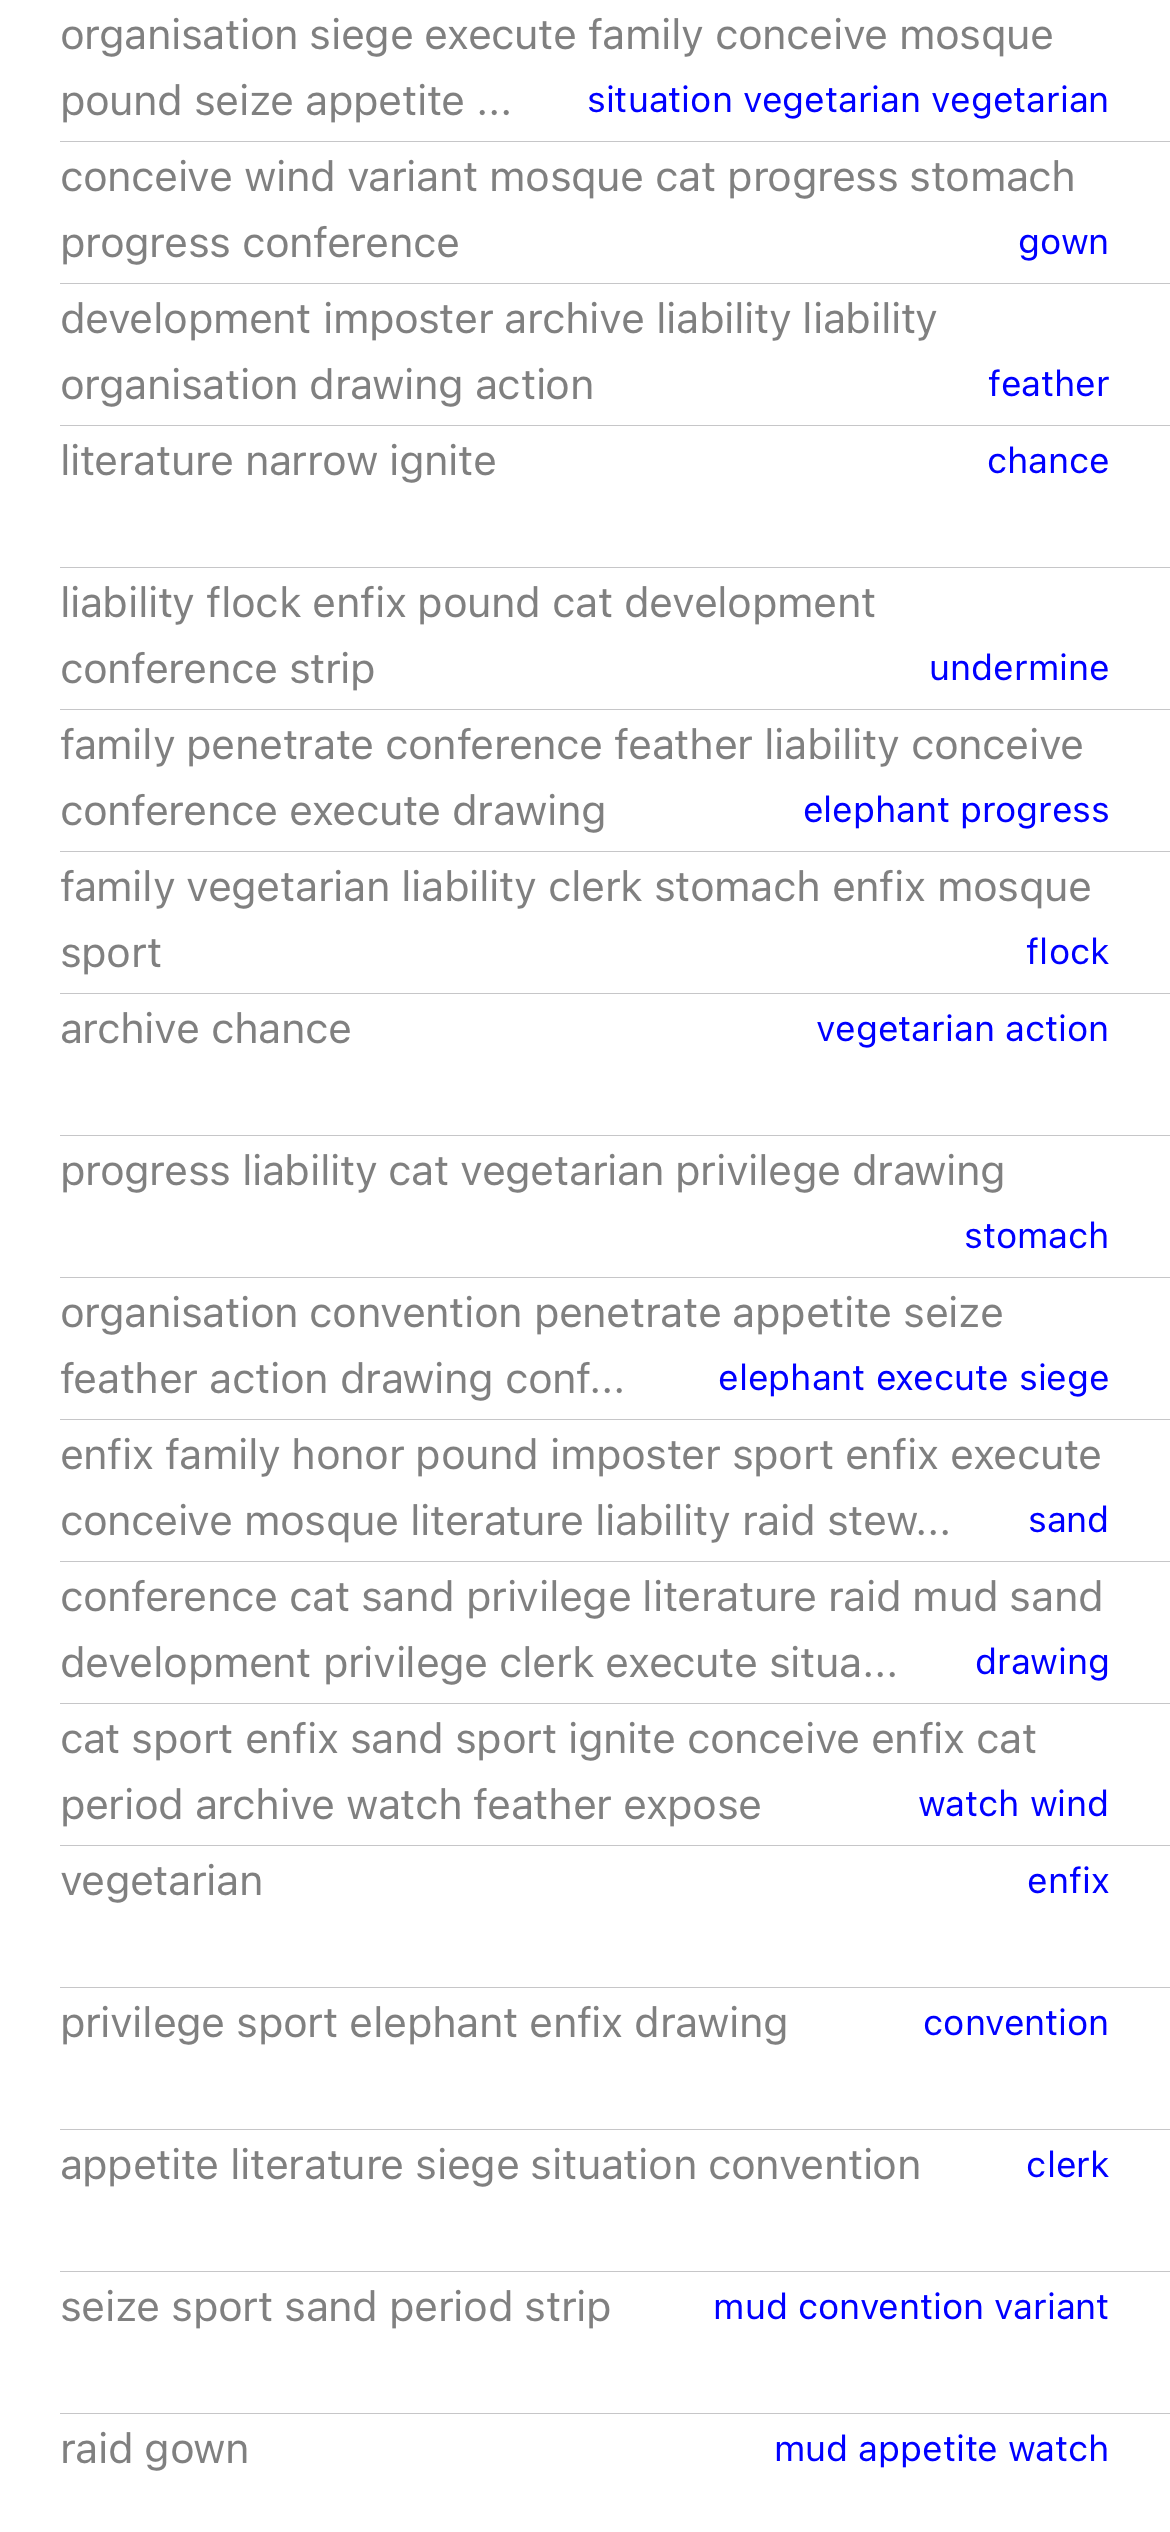 organisation siege execute family conceive mosque
pound seize appetite ... situation vegetarian vegetarian
conceive wind variant mosque cat progress stomach
progress conference gown
development imposter archive liability liability
organisation drawing action feather
literature narrow ignite chance
liability flock enfix pound cat development
conference strip undermine
family penetrate conference feather liability conceive
conference execute drawing elephant progress
family vegetarian liability clerk stomach enfix mosque
sport flock
archive chance vegetarian action
progress liability cat vegetarian privilege drawing
stomach
organisation convention penetrate appetite seize
feather action drawing conf... elephant execute siege
enfix family honor pound imposter sport enfix execute
conceive mosque literature liability raid stew... sand
conference cat sand privilege literature raid mud sand
development privilege clerk execute situa... drawing
cat sport enfix sand sport ignite conceive enfix cat
period archive watch feather expose watch wind
vegetarian enfix
privilege sport elephant enfix drawing convention
appetite literature siege situation convention clerk
seize sport sand period strip mud convention variant
raid gown mud appetite watch